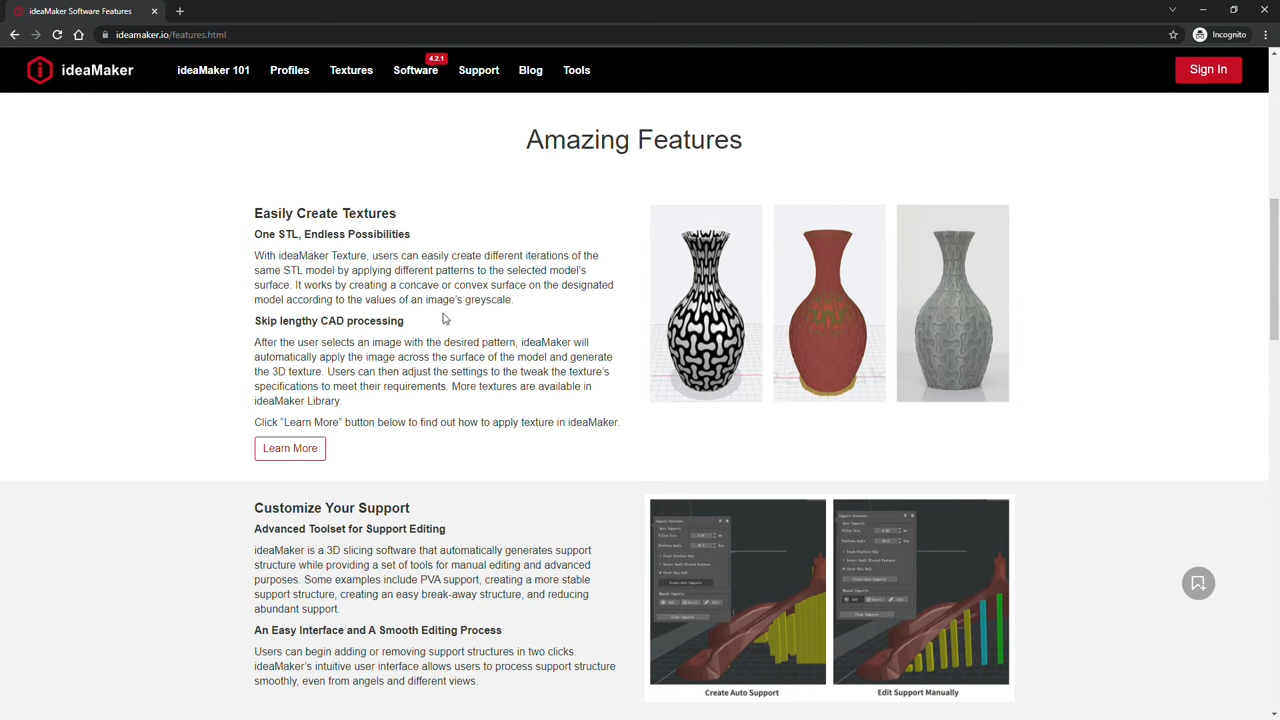 ideaMaker Software Features
ideamaker.io/features.html
Incognito
ideaMaker
ideaMaker 101
Profiles
Textures
Software
4.2.1
Support
Blog
Tools
Sign In
Amazing Features
Easily Create Textures
One STL, Endless Possibilities
With ideaMaker Texture, users can easily create different iterations of the
same STL model by applying different patterns to the selected model's
surface. It works by creating a concave or convex surface on the designated
model according to the values of an image's greyscale.
Skip lengthy CAD processing
After the user selects an image with the desired pattern, ideaMaker will
automatically apply the image across the surface of the model and generate
the 3D texture. Users can then adjust the settings to the tweak the texture's
specifications to meet their requirements. More textures are available in
ideaMaker Library.
Click “Learn More” button below to find out how to apply texture in ideaMaker.
Learn More
Customize Your Support
Advanced Toolset for Support Editing
ideaMaker is a 3D slicing software that automatically generates support
structure while providing a set of tools for manual editing and advanced
purposes. Some examples include PVA support, creating a more stable
support structure, creating an easy break-away structure, and reducing
abundant support.
An Easy Interface and A Smooth Editing Process
Users can begin adding or removing support structures in two clicks.
ideaMaker's intuitive user interface allows users to process support structure
smoothly, even from angels and different views.
Create Auto Support
Edit Support Manually